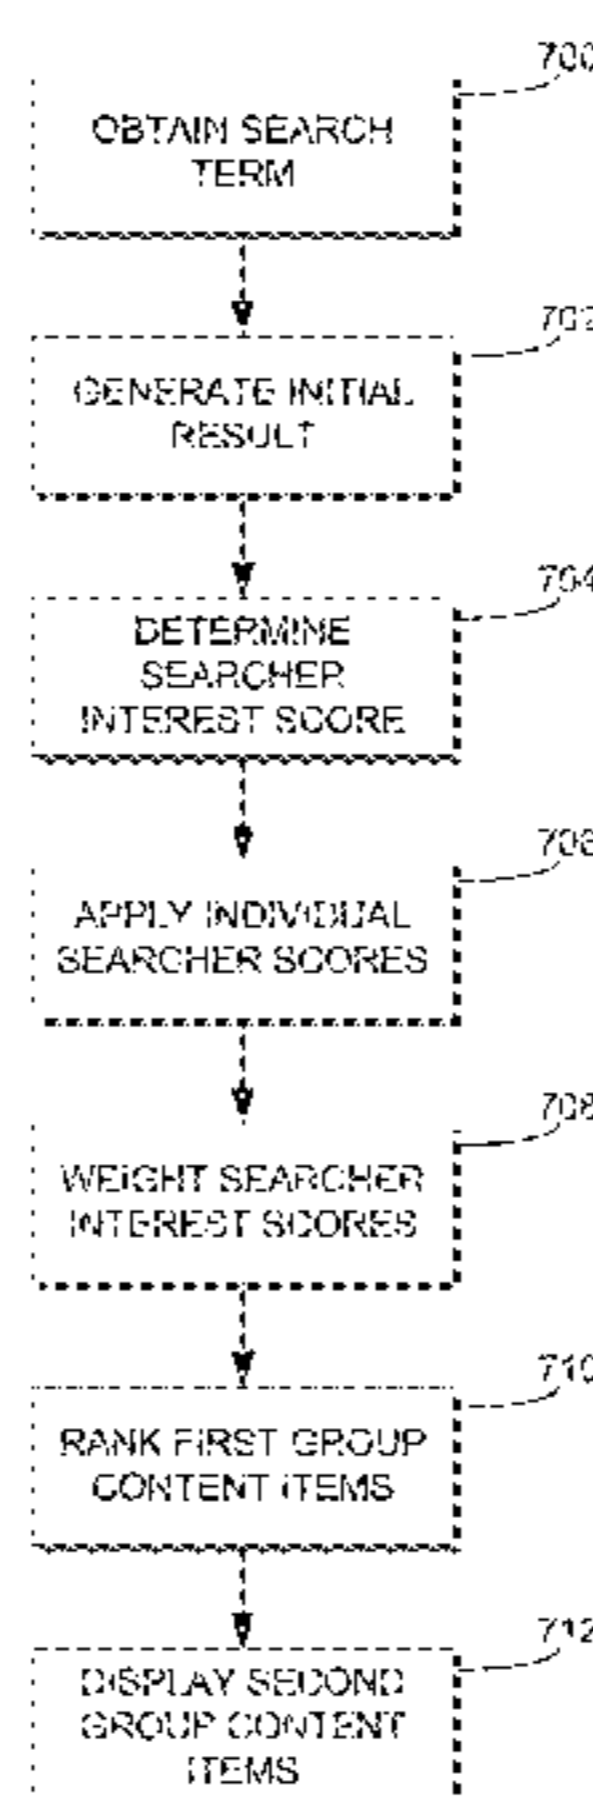 700
OBTAIN SEARCH
TERM
702
GENERATE INITIAL
RESULT
704
DETERMINE
SEARCHER
INTEREST SCORE
706
APPLY INDIVIDUAL
SEARCHER SCORES
708
WEIGHT SEARCHER
INTEREST SCORES
710
RANK FIRST GROUP
CONTENT ITEMS
712
DISPLAY SECOND
GROUP CONTENT
ITEMS